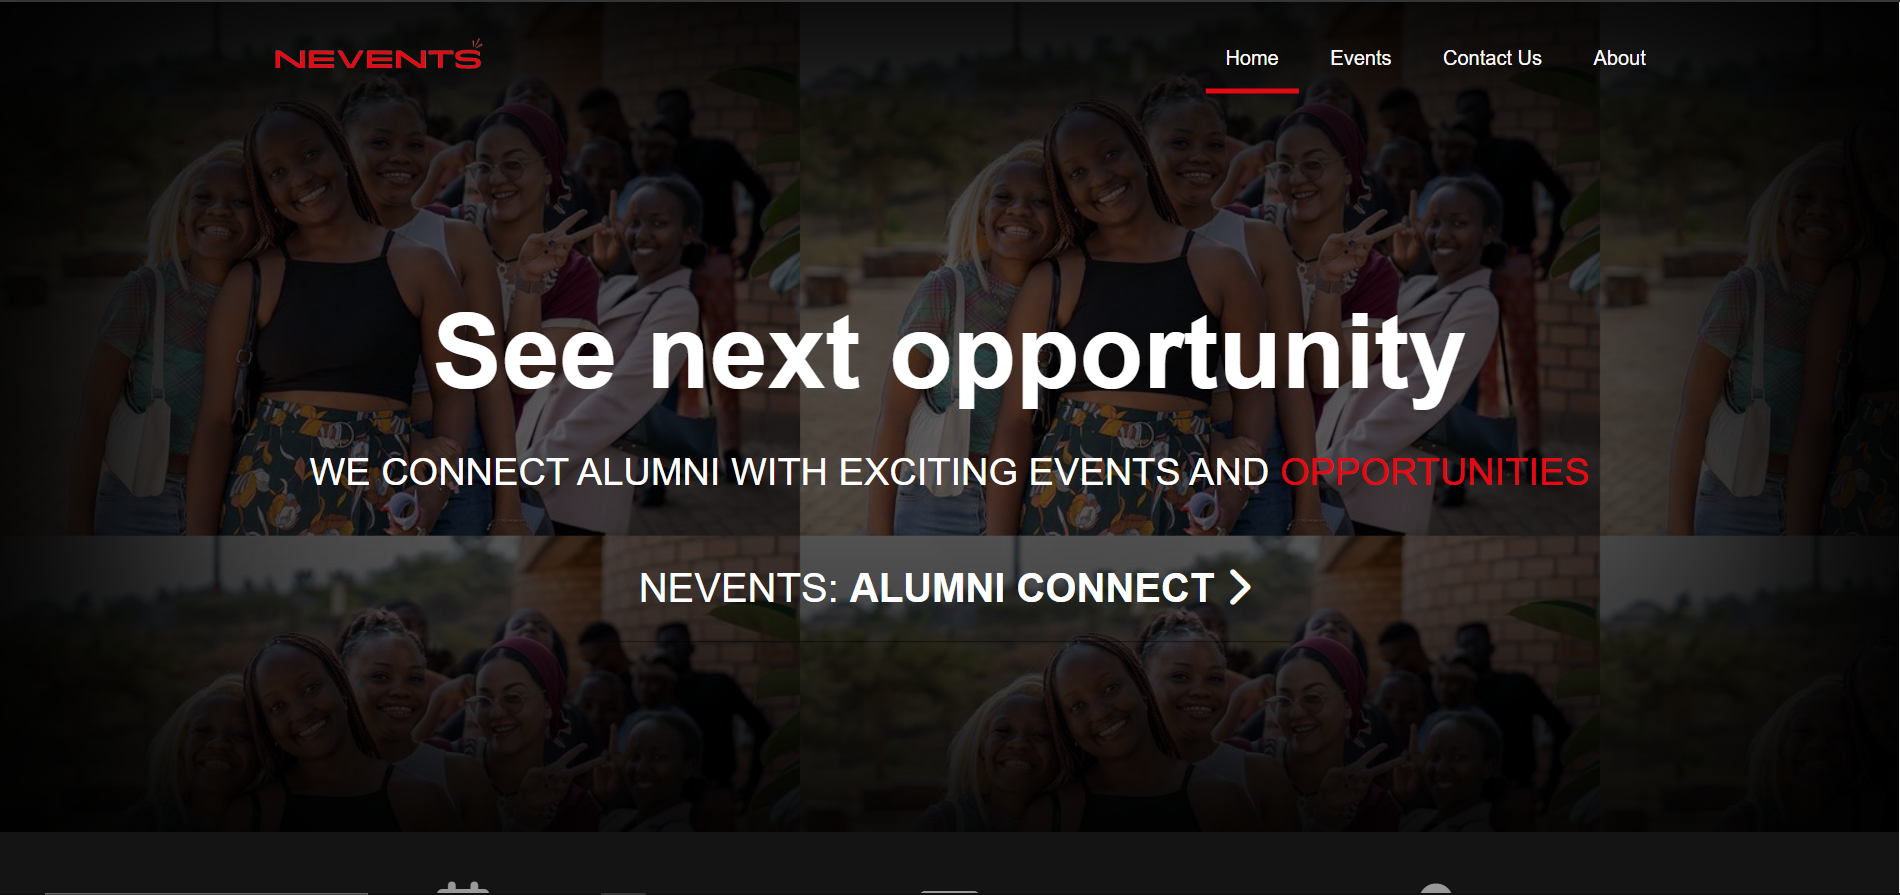 NEVENTS
Home Events Contact Us About
See next opportunity
WE CONNECT ALUMNI WITH EXCITING EVENTS AND OPPORTUNITIES
NEVENTS: ALUMNI CONNECT